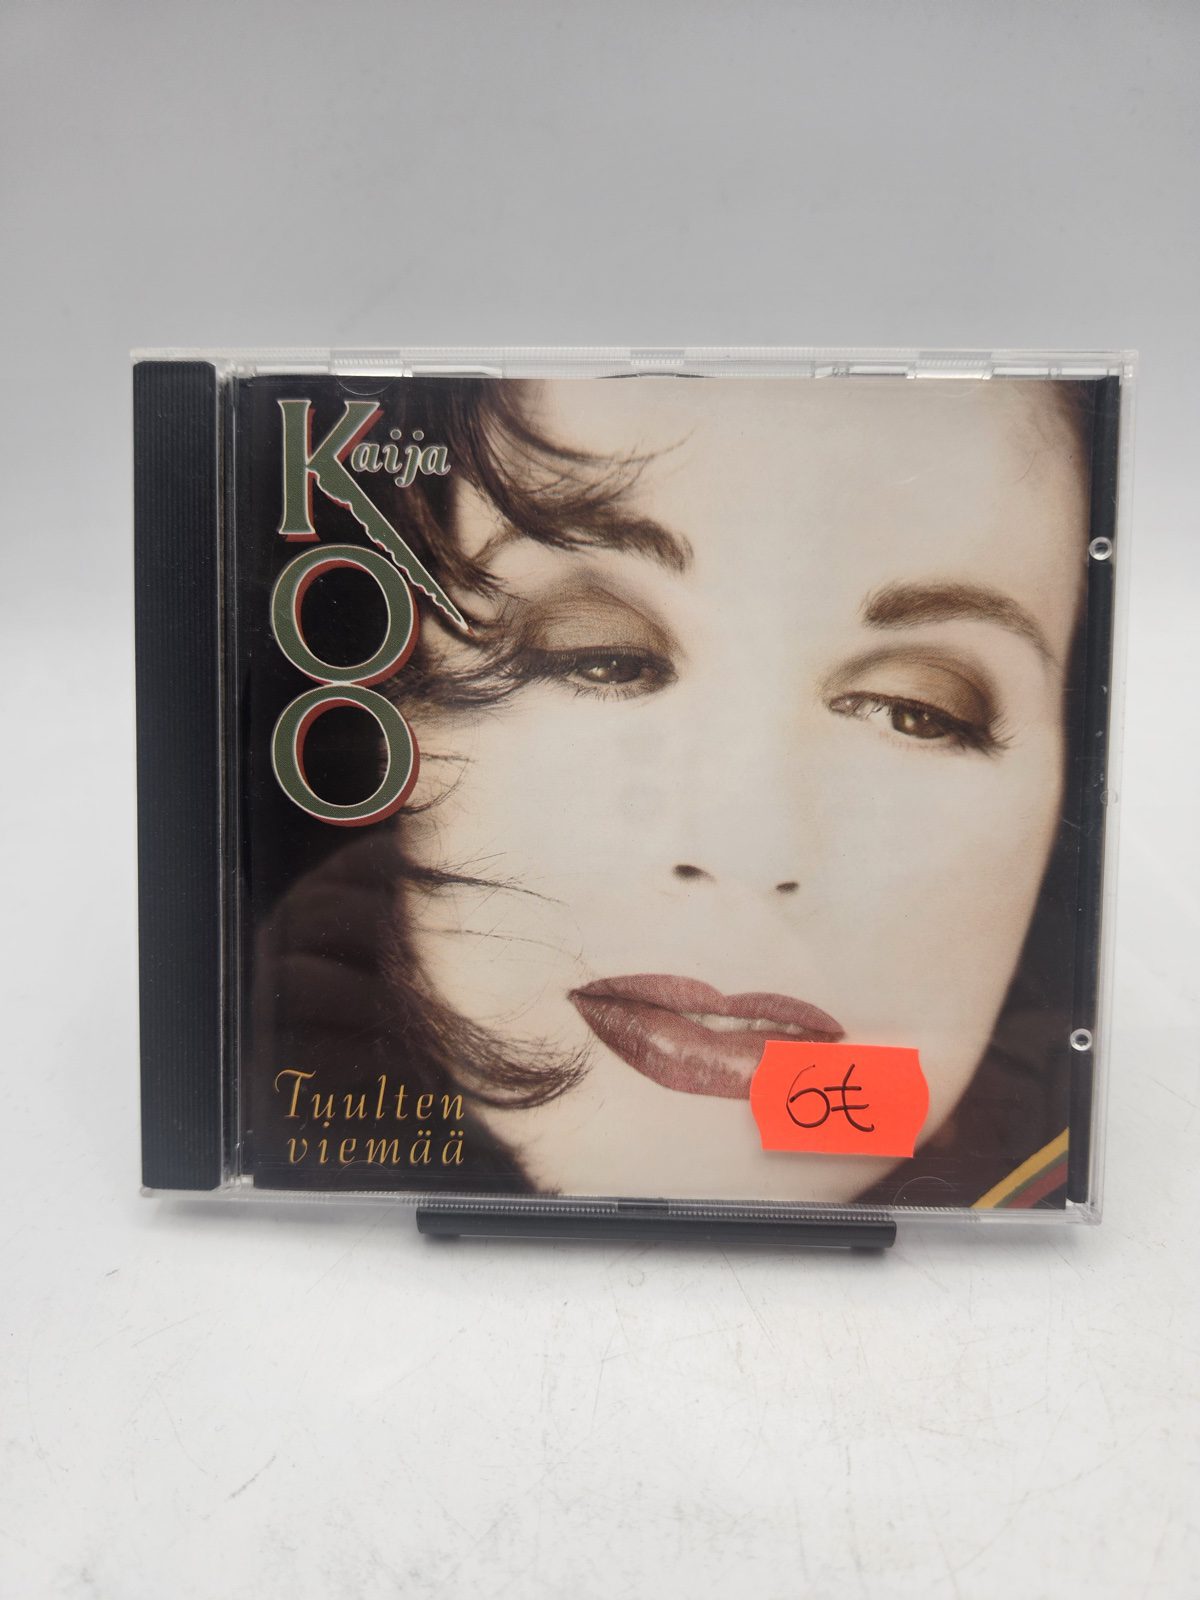 Kaija
KOO
Tuulten
viemää
6€